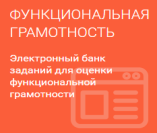 ФУНКЦИОНАЛЬНАЯ
ГРАМОТНОСТЬ
Электронный банк
заданий для оценки
функциональной
грамотности